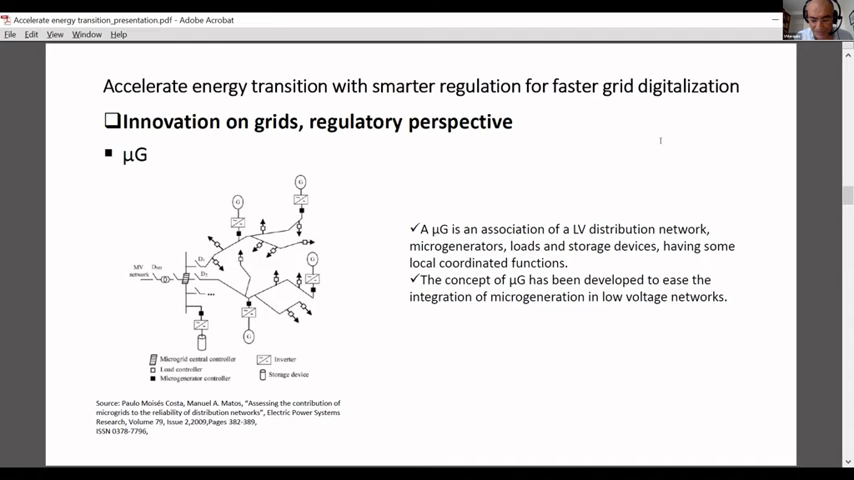 Accelerate energy transition_presentation.pdf - Adobe Acrobat
File Edit View Window Help
Accelerate energy transition with smarter regulation for faster grid digitalization
Innovation on grids, regulatory perspective
μG
G
G
G
G
MV
network
D₁
D₂
...
Microgrid central controller
Load controller
Microgenerator controller
Inverter
Storage device
A μG is an association of a LV distribution network,
microgenerators, loads and storage devices, having some
local coordinated functions.
The concept of μG has been developed to ease the
integration of microgeneration in low voltage networks.
Source: Paulo Moisés Costa, Manuel A. Matos, "Assessing the contribution of
microgrids to the reliability of distribution networks", Electric Power Systems
Research, Volume 79, Issue 2,2009,Pages 382-389,
ISSN 0378-7796,